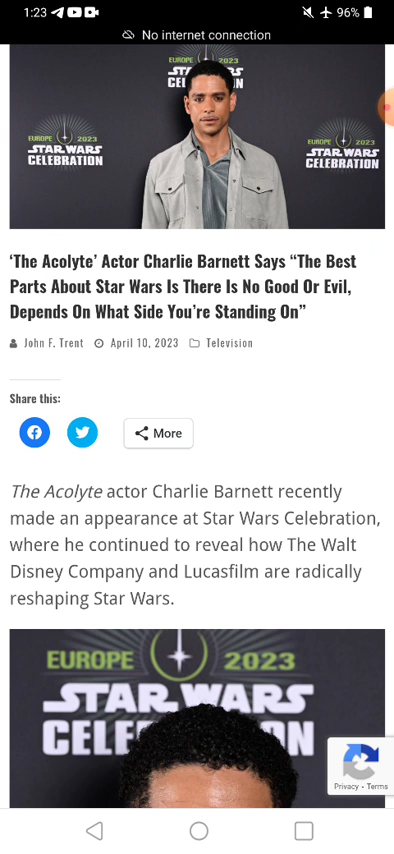 1:23
96%
No internet connection
EUROPE 2023
STAR WARS
CELEBRATION
EUROPE 2023
STAR WARS
CELEBRATION
‘The Acolyte’ Actor Charlie Barnett Says “The Best
Parts About Star Wars Is There Is No Good Or Evil,
Depends On What Side You’re Standing On”
John F. Trent April 10, 2023 Television
Share this:
More
The Acolyte actor Charlie Barnett recently
made an appearance at Star Wars Celebration,
where he continued to reveal how The Walt
Disney Company and Lucasfilm are radically
reshaping Star Wars.
EUROPE 2023
STAR WARS
Privacy - Terms